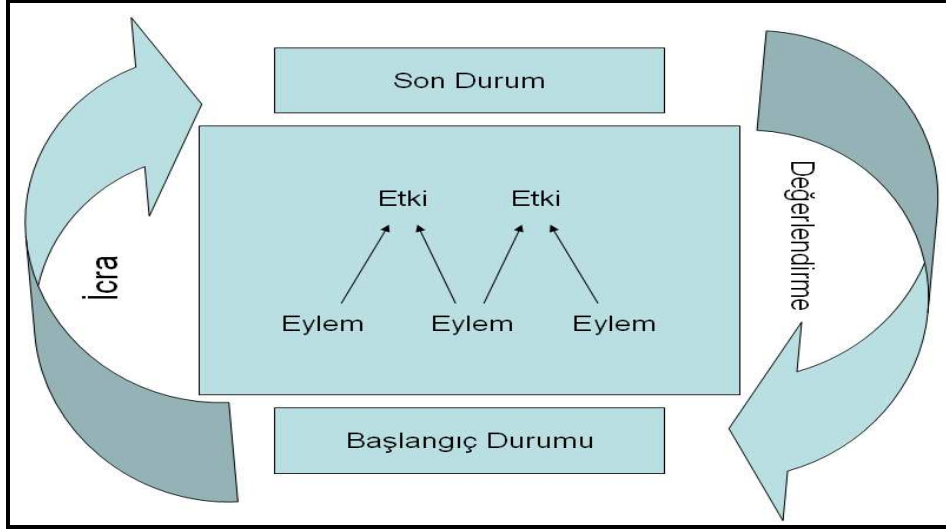 Son Durum
Etki Etki
Eylem Eylem Eylem
Başlangıç Durumu
İcra
Değerlendirme